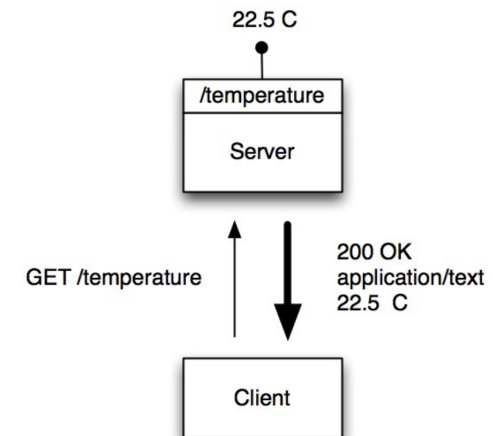 22.5 C
/temperature
Server
GET /temperature
200 OK
application/text
22.5  C
Client